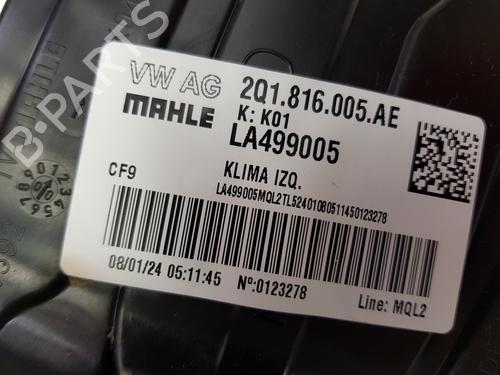 VW AG
2Q1.816.005.AE
MAHLE
K: K01
LA499005
KLIMA IZQ.
CF9
LA499005MQL2TL52401080511450123278
08/01/24 05:11:45
Nº:0123278
Line: MQL2
B-PARTS